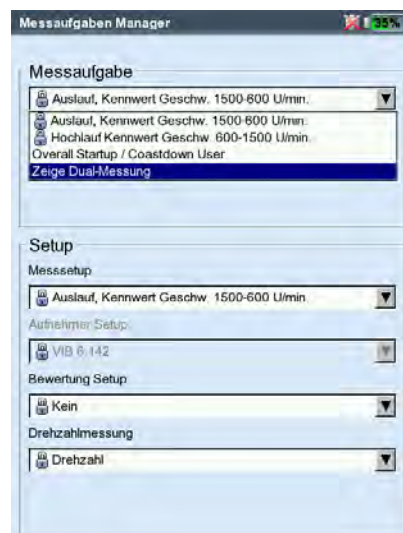 Messaufgaben Manager 35%
Messaufgabe
Auslauf, Kennwert Geschw. 1500-600 U/min.
Auslauf, Kennwert Geschw. 1500-600 U/min.
Hochlauf Kennwert Geschw. 600-1500 U/min.
Overall Startup / Coastdown User
Zeige Dual-Messung
Setup
Messsetup
Auslauf, Kennwert Geschw. 1500-600 U/min
Aufnehmer Setup
VIB 6.142
Bewertung Setup
Kein
Drehzahlmessung
Drehzahl